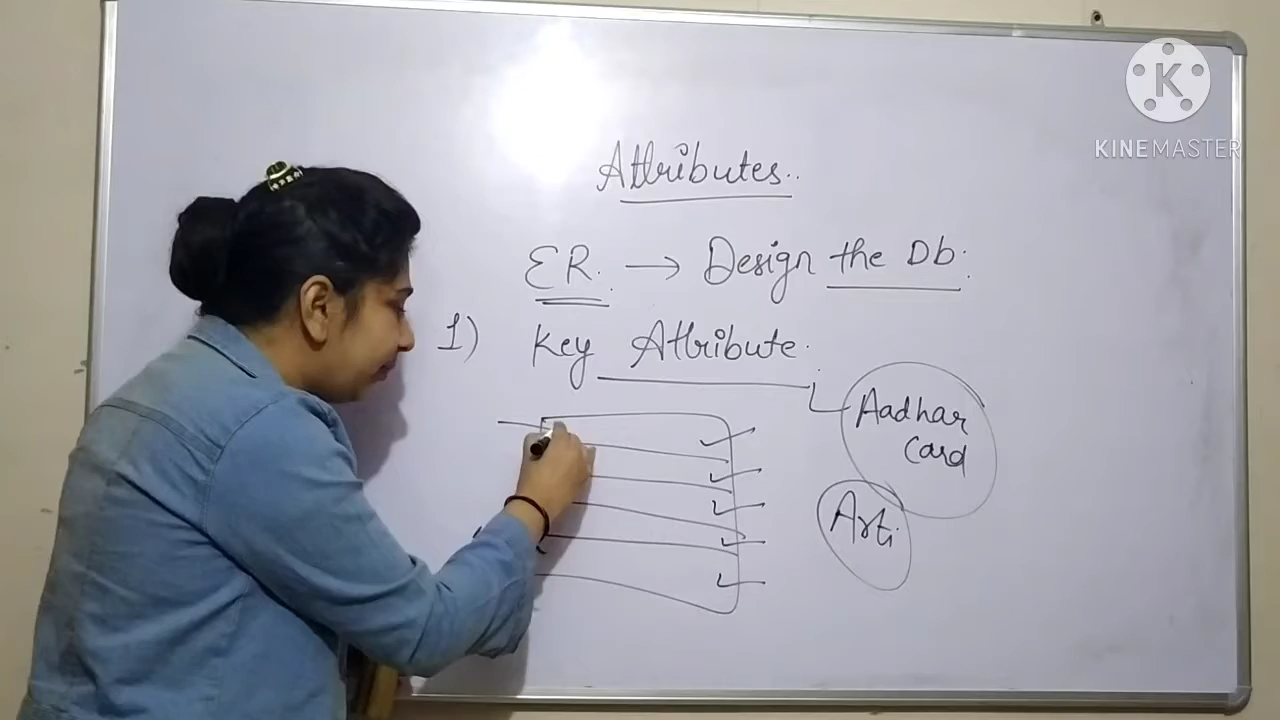 K
KINEMASTER
Attributes..
ER. → Design the Db.
1) Key Attribute.
Aadhar
Card
Arti